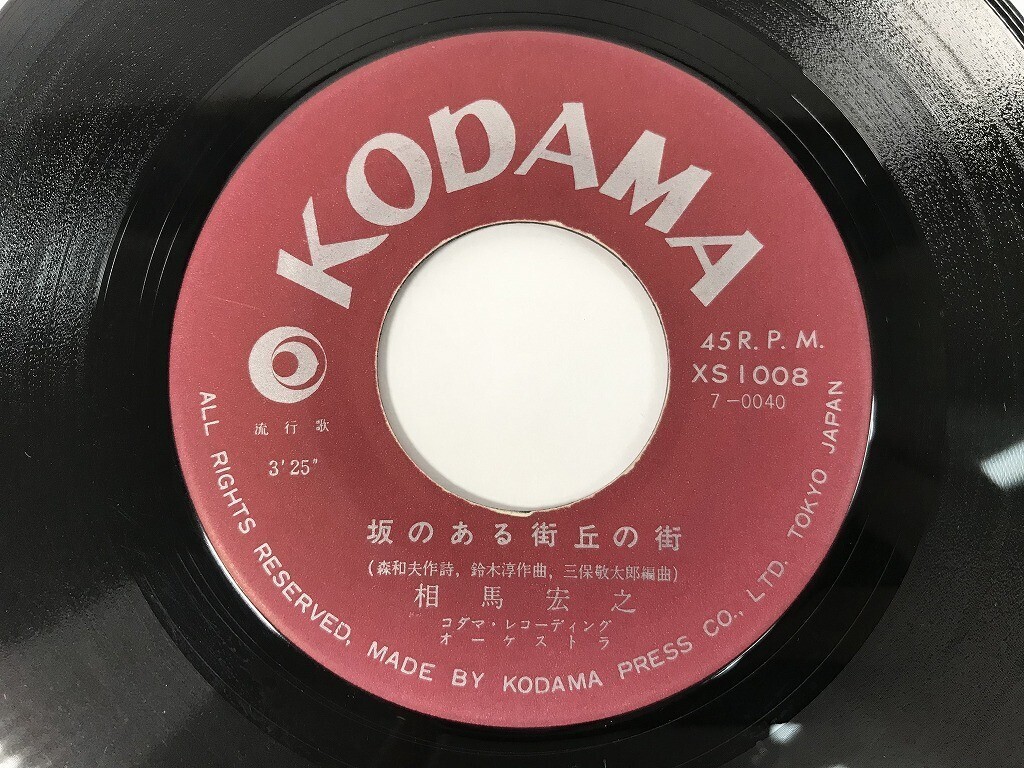 KODAMA
45 R. P. M.
XS 1008
7-0040
流行歌
3'25"
坂のある街丘の街
(森和夫作詩, 鈴木淳作曲, 三保敬太郎編曲)
相馬宏之
コダマ・レコーディング
オーケストラ
ALL RIGHTS RESERVED, MADE BY KODAMA PRESS CO., LTD. TOKYO JAPAN